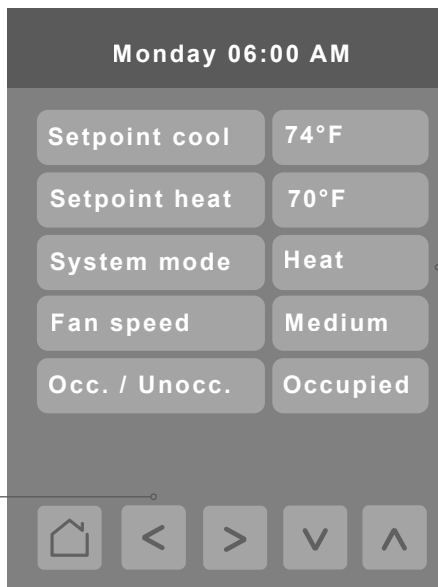 Monday 06:00 AM
Setpoint cool 74°F
Setpoint heat 70°F
System mode Heat
Fan speed Medium
Occ. / Unocc. Occupied
< > ∨ ∧